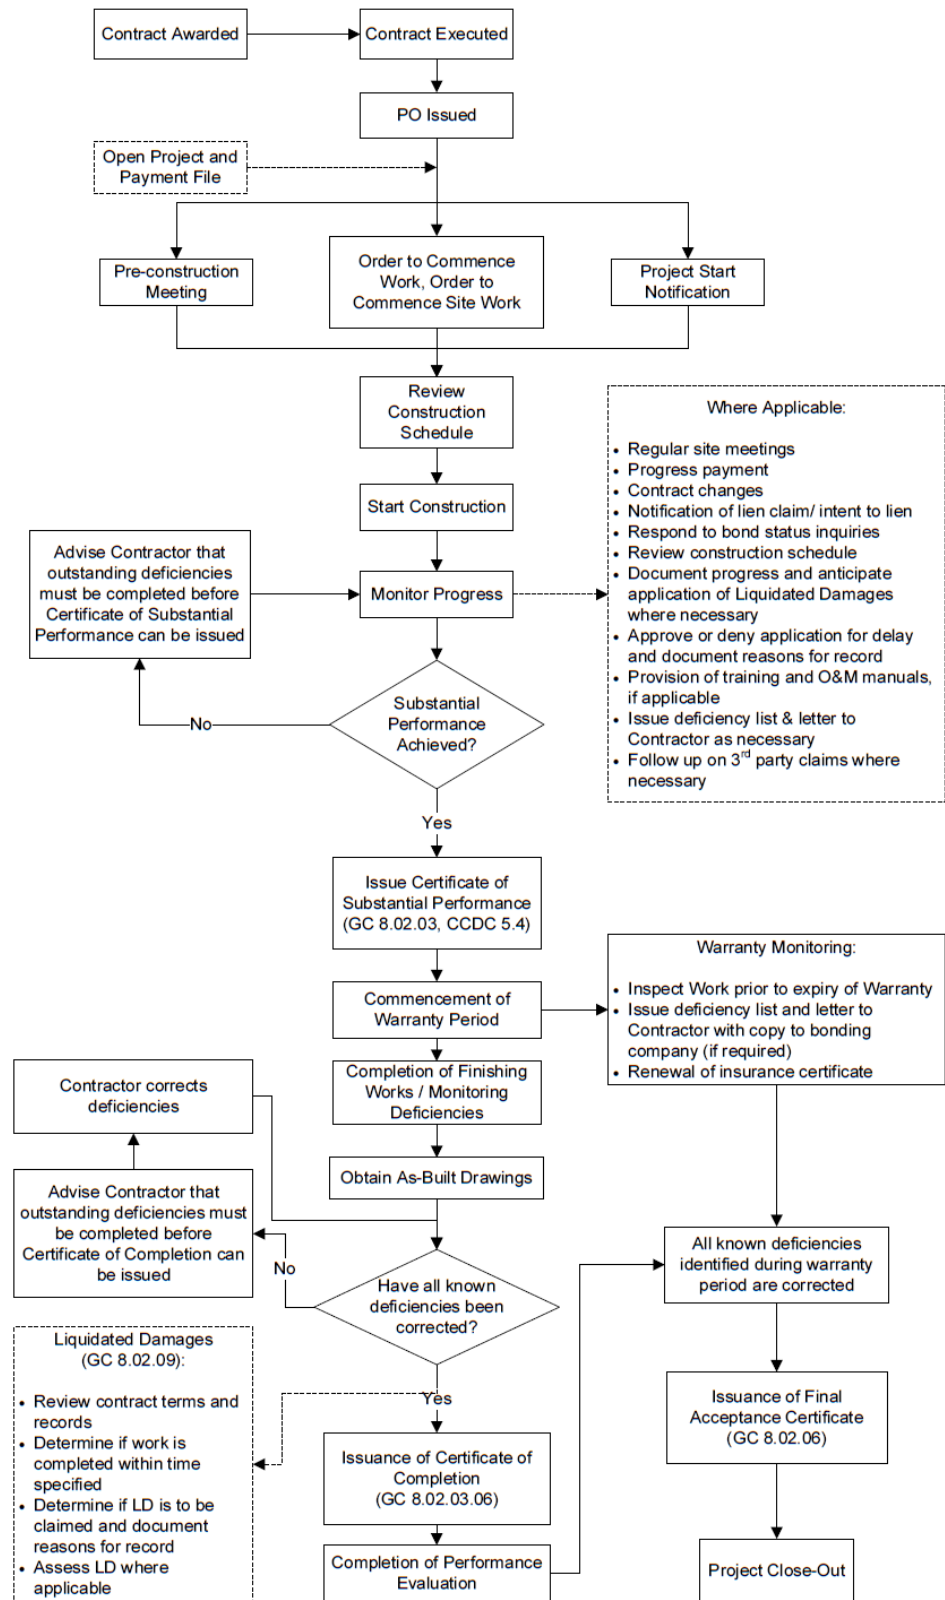 Contract Awarded
Contract Executed
PO Issued
Open Project and
Payment File
Pre-construction
Meeting
Order to Commence
Work, Order to
Commence Site Work
Project Start
Notification
Review
Construction
Schedule
Where Applicable:
• Regular site meetings
• Progress payment
• Contract changes
• Notification of lien claim/ intent to lien
• Respond to bond status inquiries
• Review construction schedule
• Document progress and anticipate
application of Liquidated Damages
where necessary
• Approve or deny application for delay
and document reasons for record
• Provision of training and O&M manuals,
if applicable
• Issue deficiency list & letter to
Contractor as necessary
• Follow up on 3rd party claims where
necessary
Start Construction
Advise Contractor that
outstanding deficiencies
must be completed before
Certificate of Substantial
Performance can be issued
Monitor Progress
Substantial
Performance
Achieved?
No
Yes
Issue Certificate of
Substantial Performance
(GC 8.02.03, CCDC 5.4)
Commencement of
Warranty Period
Warranty Monitoring:
• Inspect Work prior to expiry of Warranty
• Issue deficiency list and letter to
Contractor with copy to bonding
company (if required)
• Renewal of insurance certificate
Completion of Finishing
Works / Monitoring
Deficiencies
Contractor corrects
deficiencies
Obtain As-Built Drawings
Advise Contractor that
outstanding deficiencies must
be completed before
Certificate of Completion can
be issued
No
Have all known
deficiencies been
corrected?
All known deficiencies
identified during warranty
period are corrected
Liquidated Damages
(GC 8.02.09):
• Review contract terms and
records
• Determine if work is
completed within time
specified
• Determine if LD is to be
claimed and document
reasons for record
• Assess LD where
applicable
Yes
Issuance of Certificate of
Completion
(GC 8.02.03.06)
Issuance of Final
Acceptance Certificate
(GC 8.02.06)
Completion of Performance
Evaluation
Project Close-Out